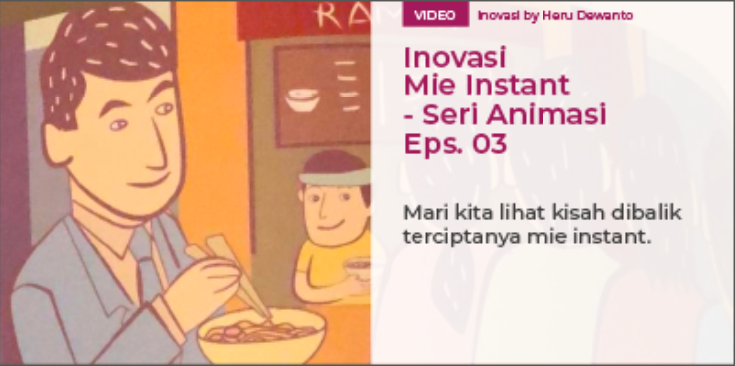 RAM
VIDEO Inovasi by Heru Dewanto
Inovasi
Mie Instant
- Seri Animasi
Eps. 03
Mari kita lihat kisah dibalik
terciptanya mie instant.